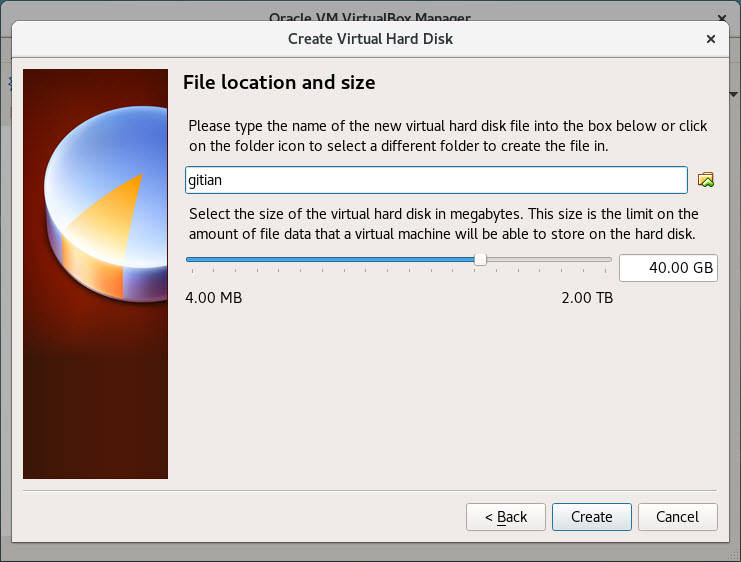 Oracle VM VirtualBox Manager
Create Virtual Hard Disk
File location and size
Please type the name of the new virtual hard disk file into the box below or click
on the folder icon to select a different folder to create the file in.
gitian
Select the size of the virtual hard disk in megabytes. This size is the limit on the
amount of file data that a virtual machine will be able to store on the hard disk.
40.00 GB
4.00 MB 2.00 TB
< Back Create Cancel